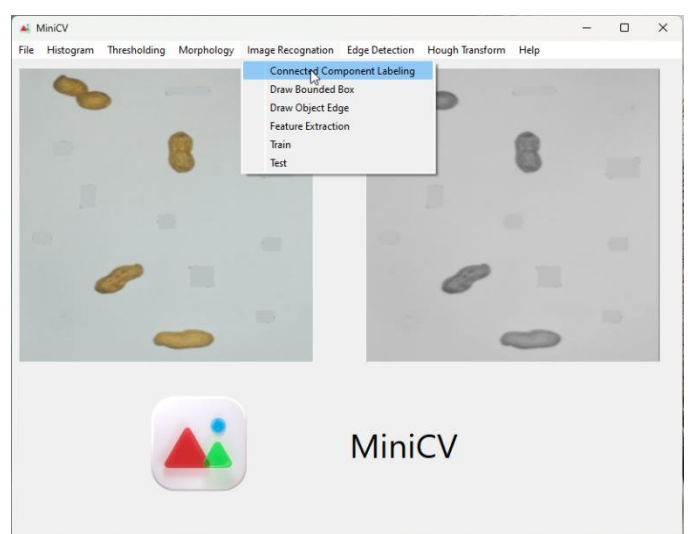 MiniCV
File Histogram Thresholding Morphology Image Recognation Edge Detection Hough Transform Help
Connected Component Labeling
Draw Bounded Box
Draw Object Edge
Feature Extraction
Train
Test
MiniCV